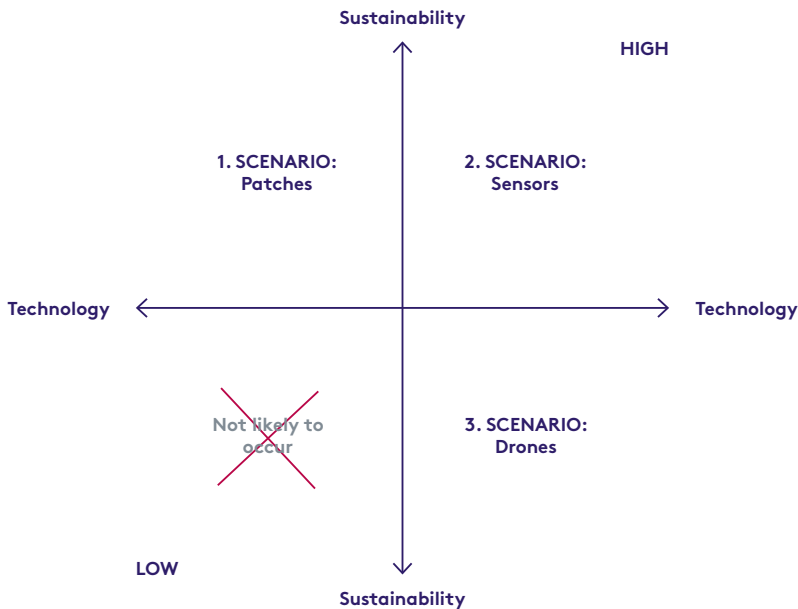 Sustainability
HIGH
1. SCENARIO:
Patches
2. SCENARIO:
Sensors
Technology
Technology
Not likely to
occur
3. SCENARIO:
Drones
LOW
Sustainability